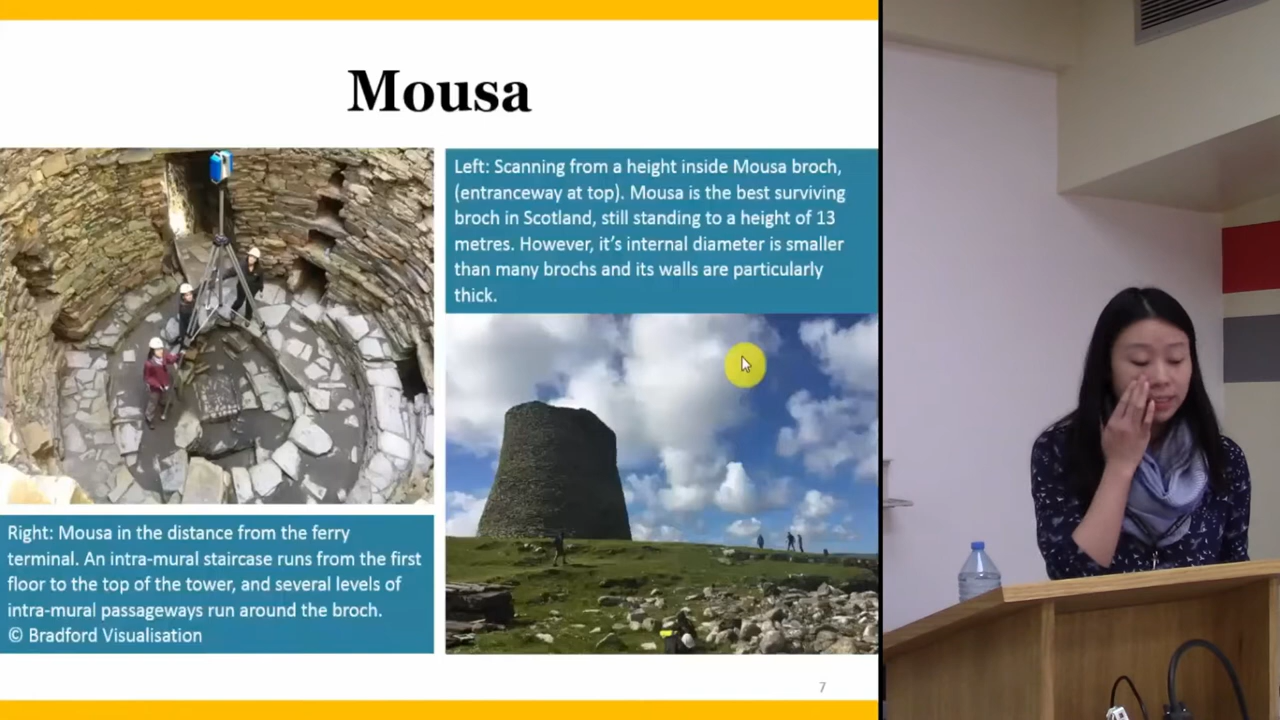 Mousa
Left: Scanning from a height inside Mousa broch,
(entranceway at top). Mousa is the best surviving
broch in Scotland, still standing to a height of 13
metres. However, it's internal diameter is smaller
than many brochs and its walls are particularly
thick.
Right: Mousa in the distance from the ferry
terminal. An intra-mural staircase runs from the first
floor to the top of the tower, and several levels of
intra-mural passageways run around the broch.
© Bradford Visualisation
7